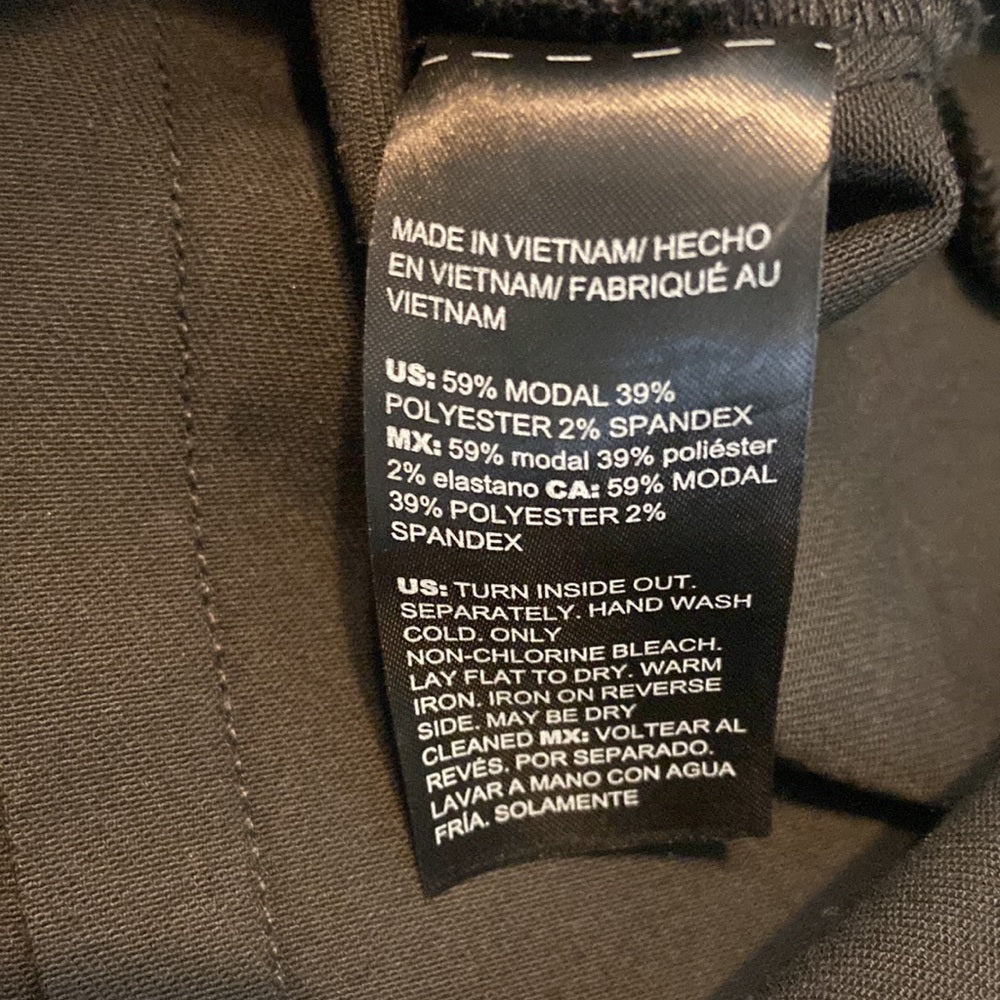 MADE IN VIETNAM/ HECHO
EN VIETNAM/ FABRIQUÉ AU
VIETNAM
US: 59% MODAL 39%
POLYESTER 2% SPANDEX
MX: 59% modal 39% poliéster
2% elastano CA: 59% MODAL
39% POLYESTER 2%
SPANDEX
US: TURN INSIDE OUT.
SEPARATELY. HAND WASH
COLD. ONLY
NON-CHLORINE BLEACH.
LAY FLAT TO DRY. WARM
IRON. IRON ON REVERSE
SIDE. MAY BE DRY
CLEANED MX: VOLTEAR AL
REVÉS. POR SEPARADO.
LAVAR A MANO CON AGUA
FRÍA. SOLAMENTE